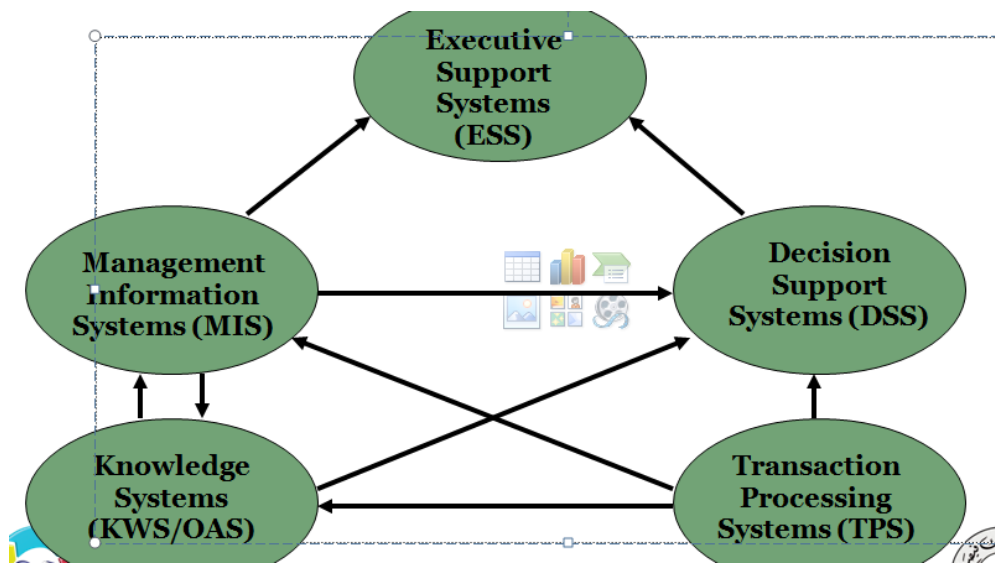 Executive
Support
Systems
(ESS)
Management
Information
Systems (MIS)
Decision
Support
Systems (DSS)
Knowledge
Systems
(KWS/OAS)
Transaction
Processing
Systems (TPS)